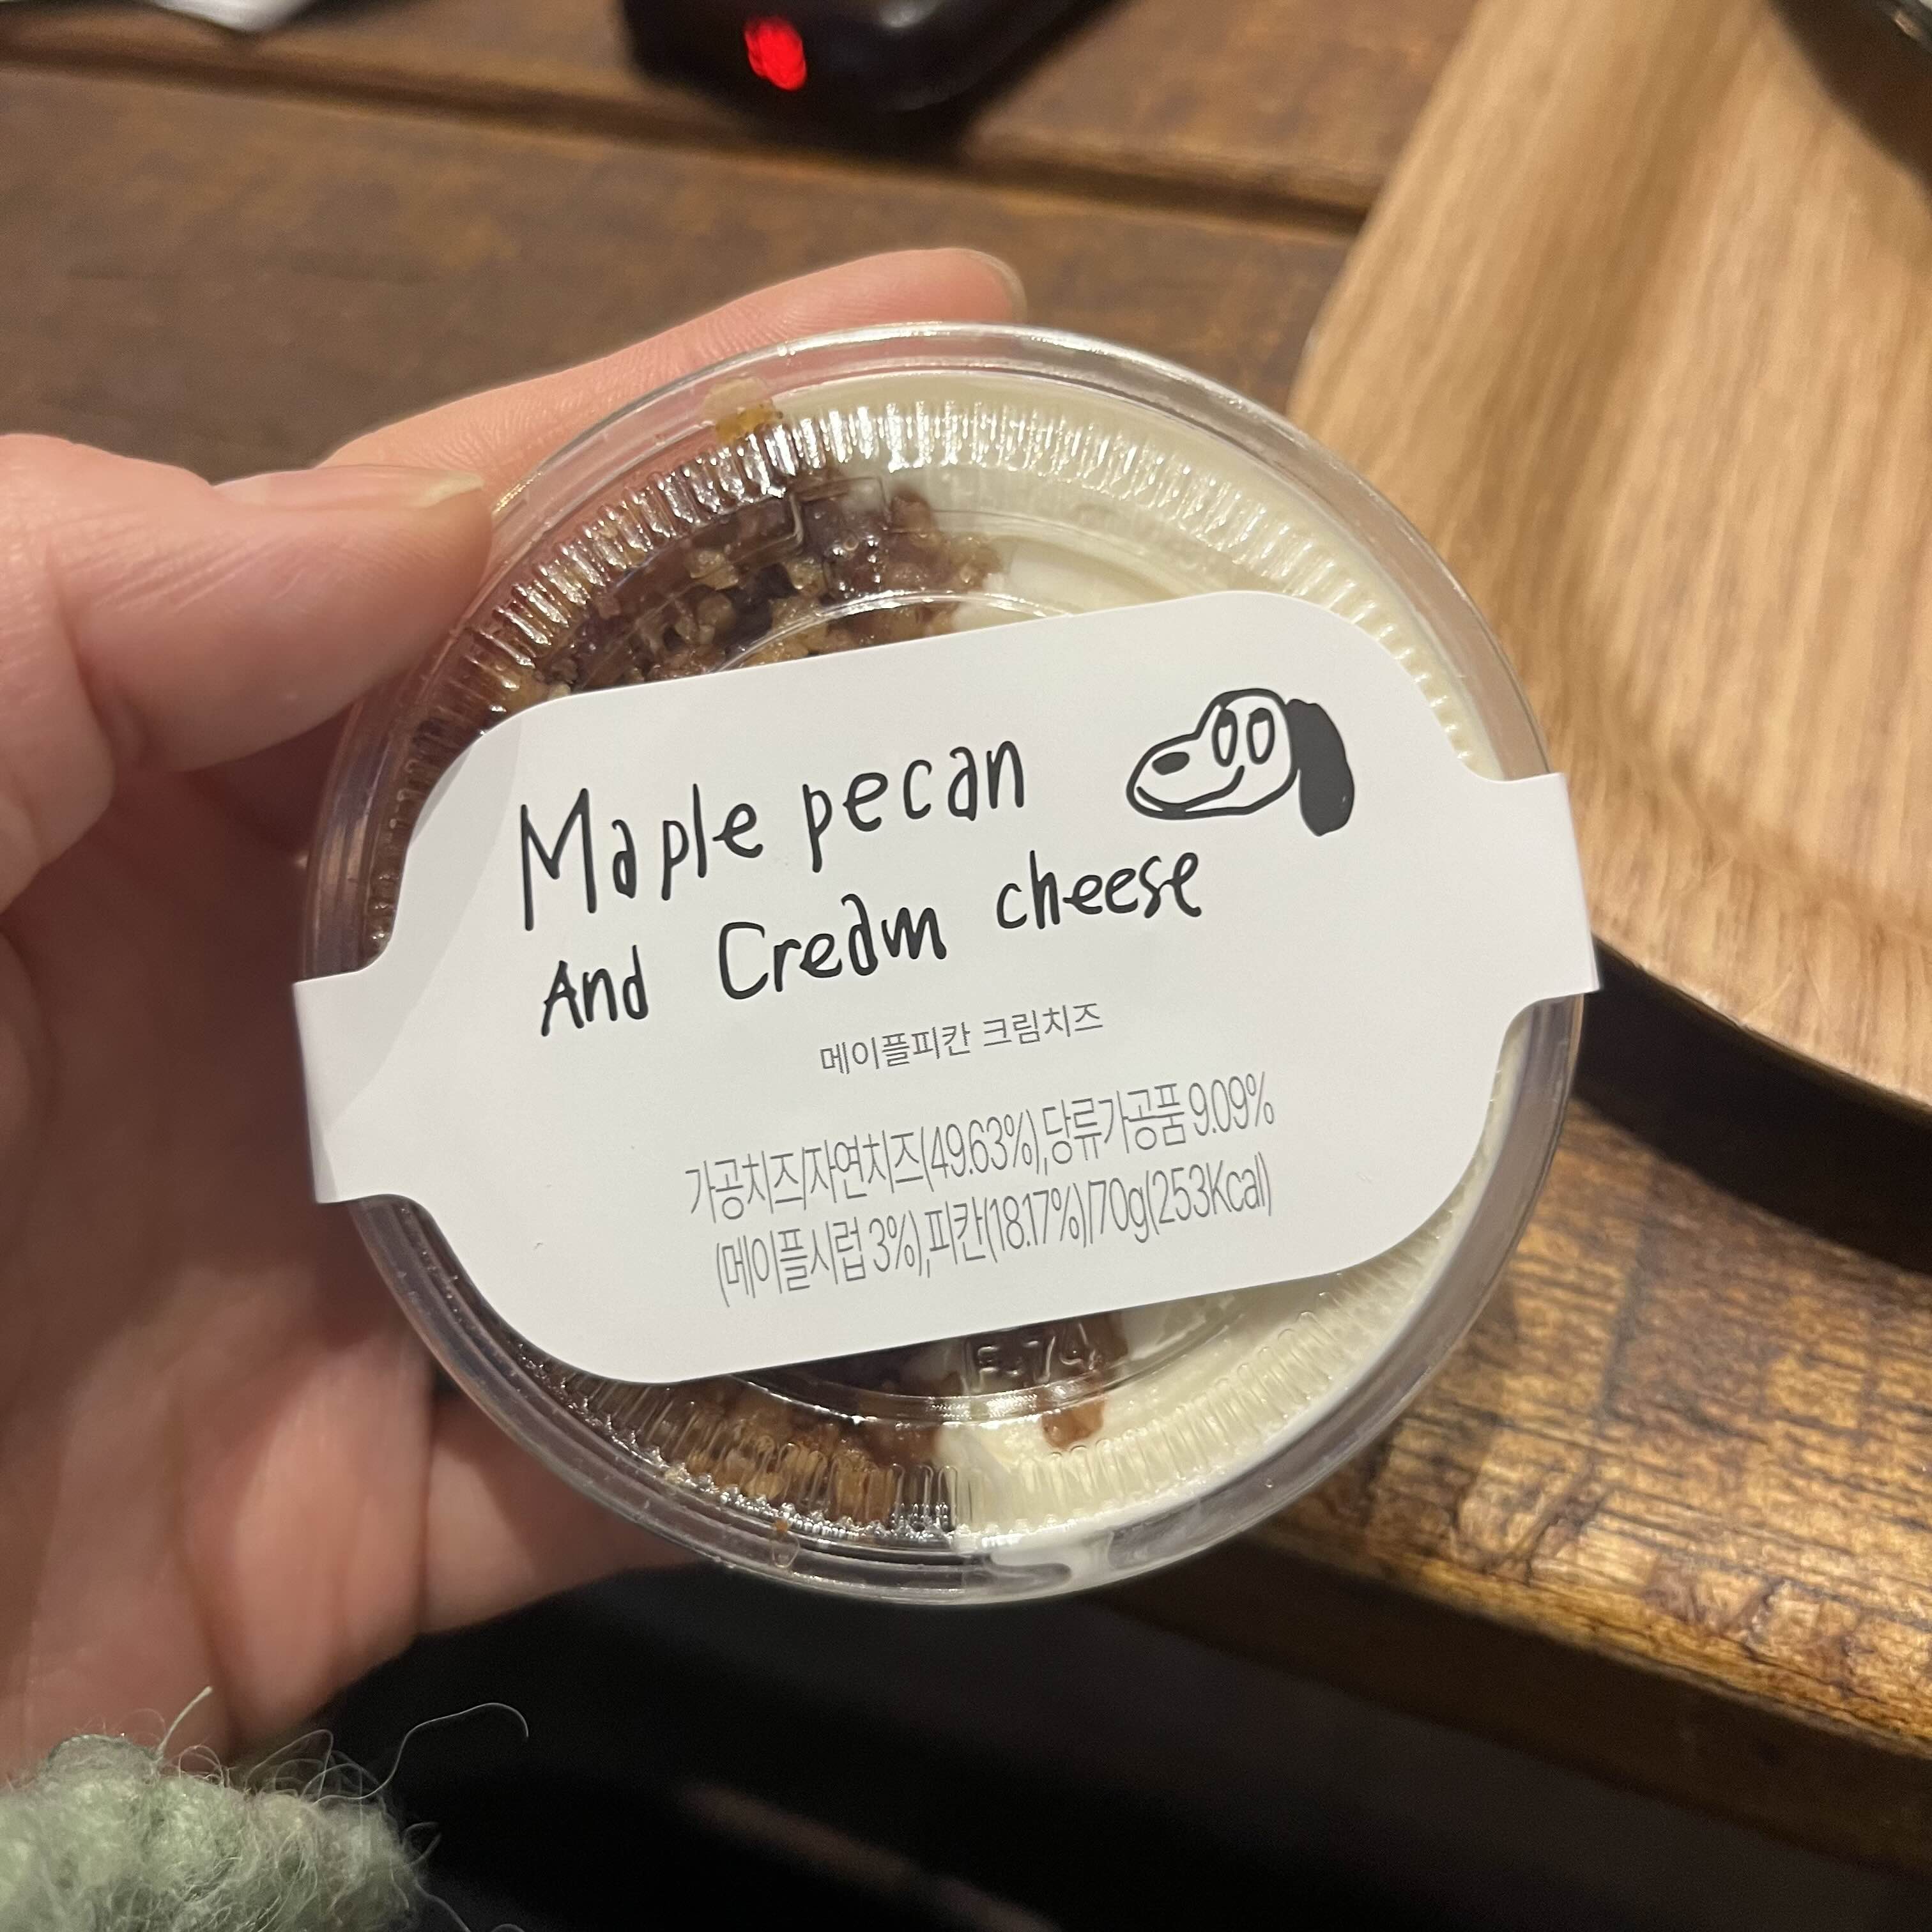 Maple pecan
And Cream cheese
메이플피칸 크림치즈
가공치즈/자연치즈(49.63%),당류가공품 9.09%
(메이플시럽 3%),피칸(18.17%)/70g(253Kcal)